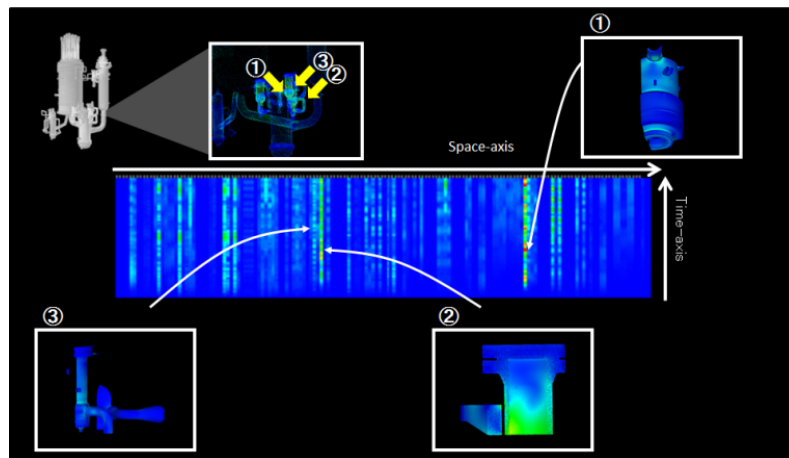 ①
① ③ ②
Space-axis
Time-axis
③
②